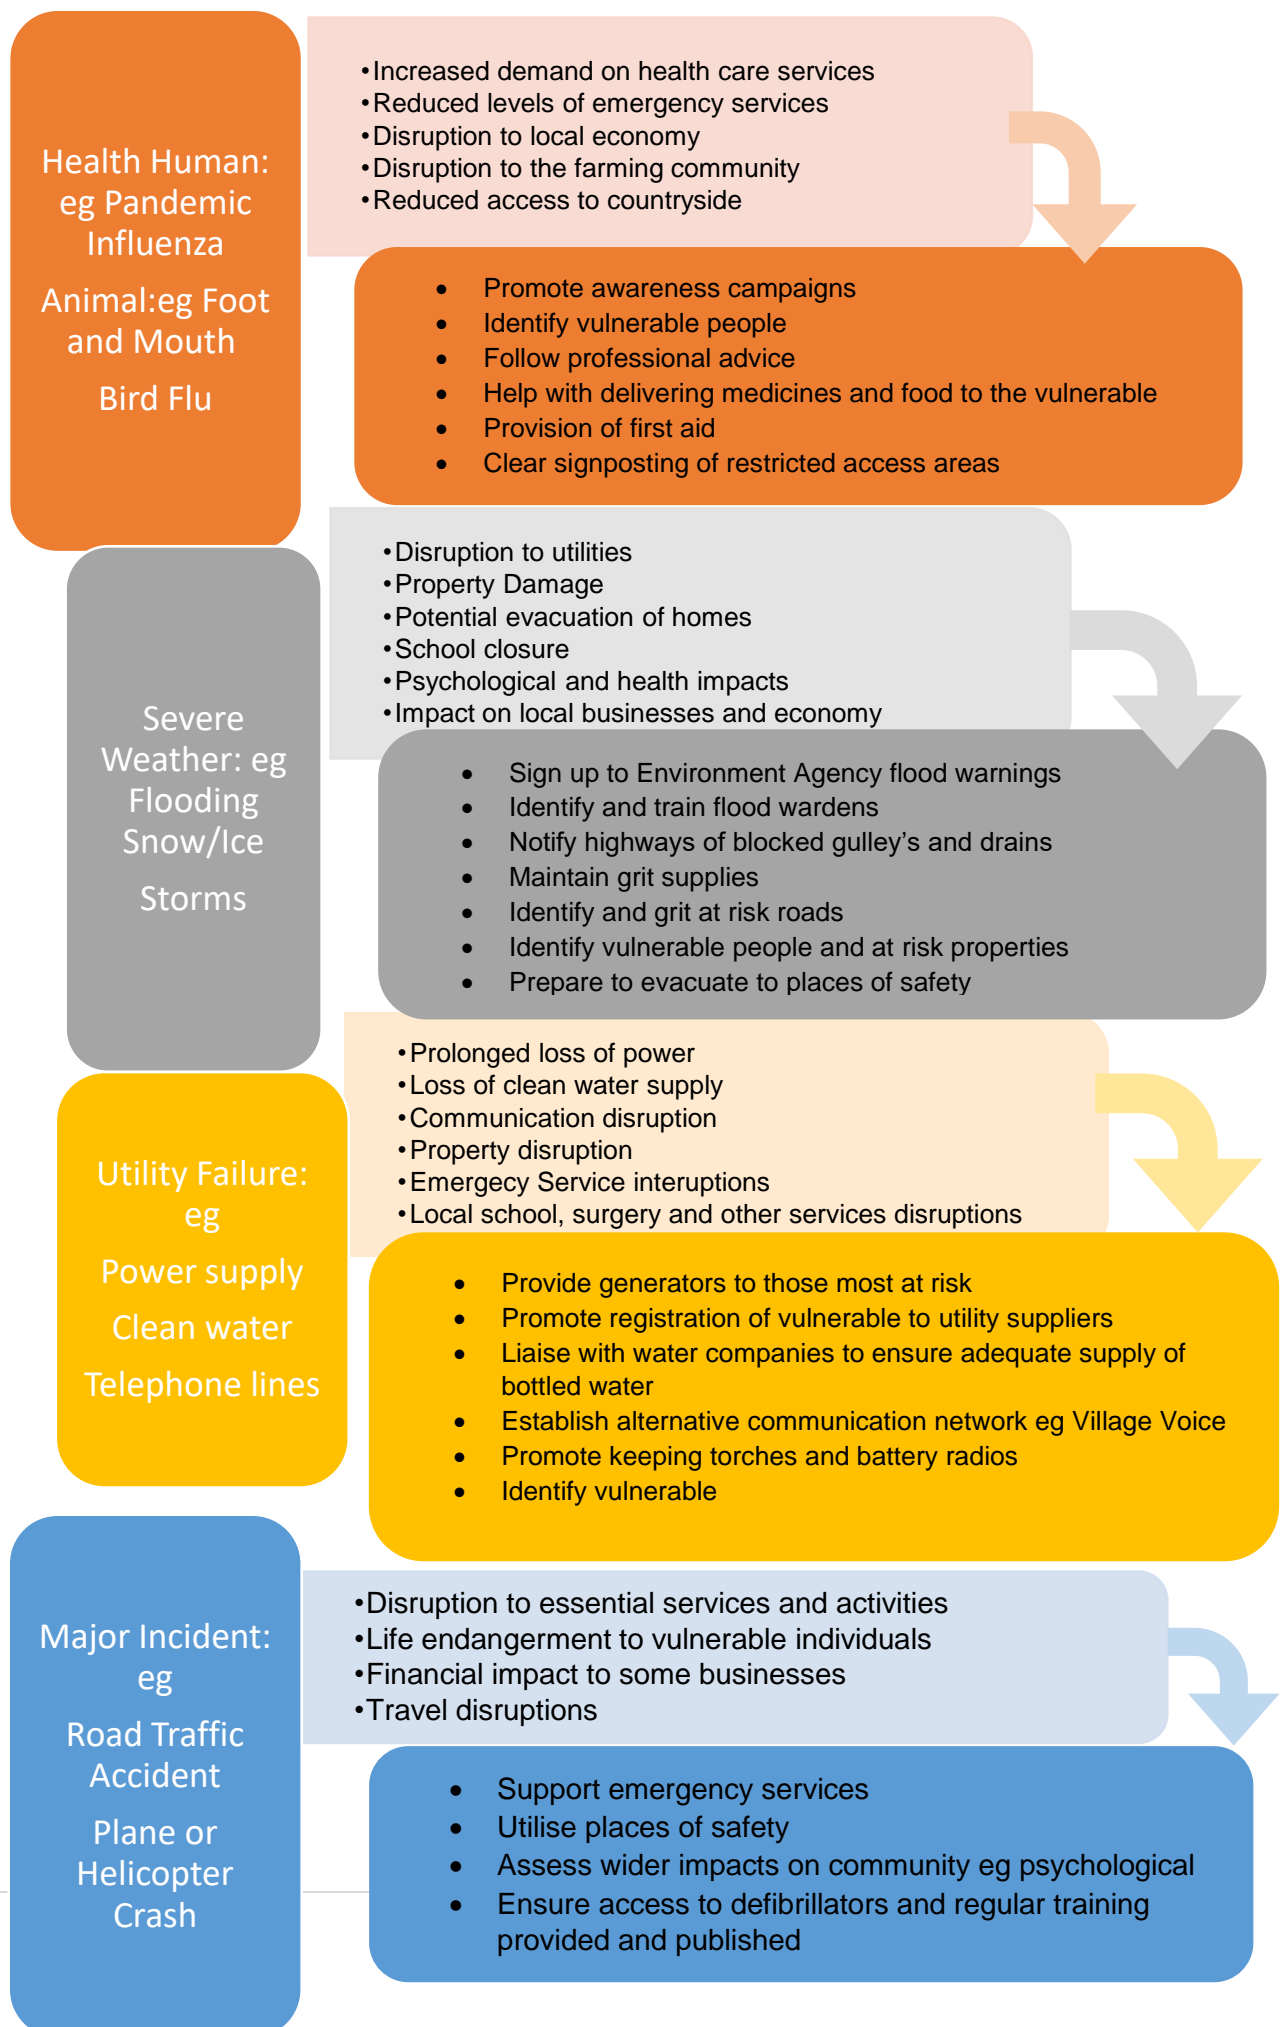 Health Human:
eg Pandemic
Influenza
Animal:eg Foot
and Mouth
Bird Flu
•Increased demand on health care services
•Reduced levels of emergency services
•Disruption to local economy
•Disruption to the farming community
•Reduced access to countryside
• Promote awareness campaigns
• Identify vulnerable people
• Follow professional advice
• Help with delivering medicines and food to the vulnerable
• Provision of first aid
• Clear signposting of restricted access areas
Severe
Weather: eg
Flooding
Snow/Ice
Storms
•Disruption to utilities
•Property Damage
•Potential evacuation of homes
•School closure
•Psychological and health impacts
•Impact on local businesses and economy
• Sign up to Environment Agency flood warnings
• Identify and train flood wardens
• Notify highways of blocked gulley’s and drains
• Maintain grit supplies
• Identify and grit at risk roads
• Identify vulnerable people and at risk properties
• Prepare to evacuate to places of safety
Utility Failure:
eg
Power supply
Clean water
Telephone lines
•Prolonged loss of power
•Loss of clean water supply
•Communication disruption
•Property disruption
•Emergecy Service interuptions
•Local school, surgery and other services disruptions
• Provide generators to those most at risk
• Promote registration of vulnerable to utility suppliers
• Liaise with water companies to ensure adequate supply of
bottled water
• Establish alternative communication network eg Village Voice
• Promote keeping torches and battery radios
• Identify vulnerable
Major Incident:
eg
Road Traffic
Accident
Plane or
Helicopter
Crash
•Disruption to essential services and activities
•Life endangerment to vulnerable individuals
•Financial impact to some businesses
•Travel disruptions
• Support emergency services
• Utilise places of safety
• Assess wider impacts on community eg psychological
• Ensure access to defibrillators and regular training
provided and published